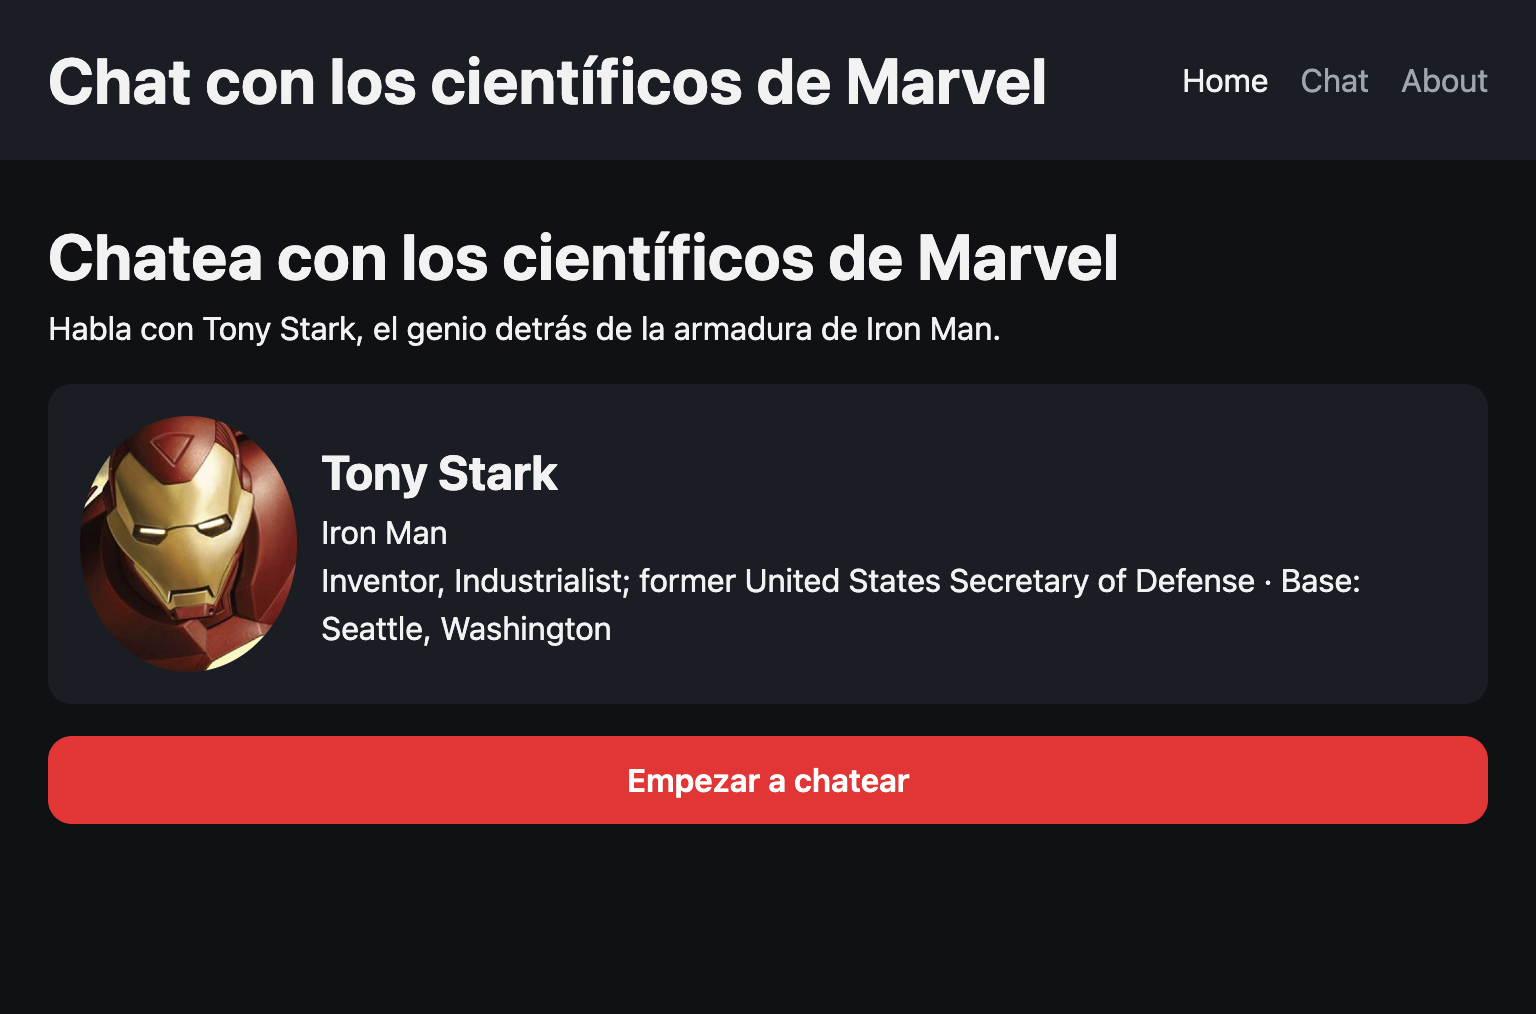 Chat con los científicos de Marvel
Home Chat About
Chatea con los científicos de Marvel
Habla con Tony Stark, el genio detrás de la armadura de Iron Man.
Tony Stark
Iron Man
Inventor, Industrialist; former United States Secretary of Defense · Base:
Seattle, Washington
Empezar a chatear